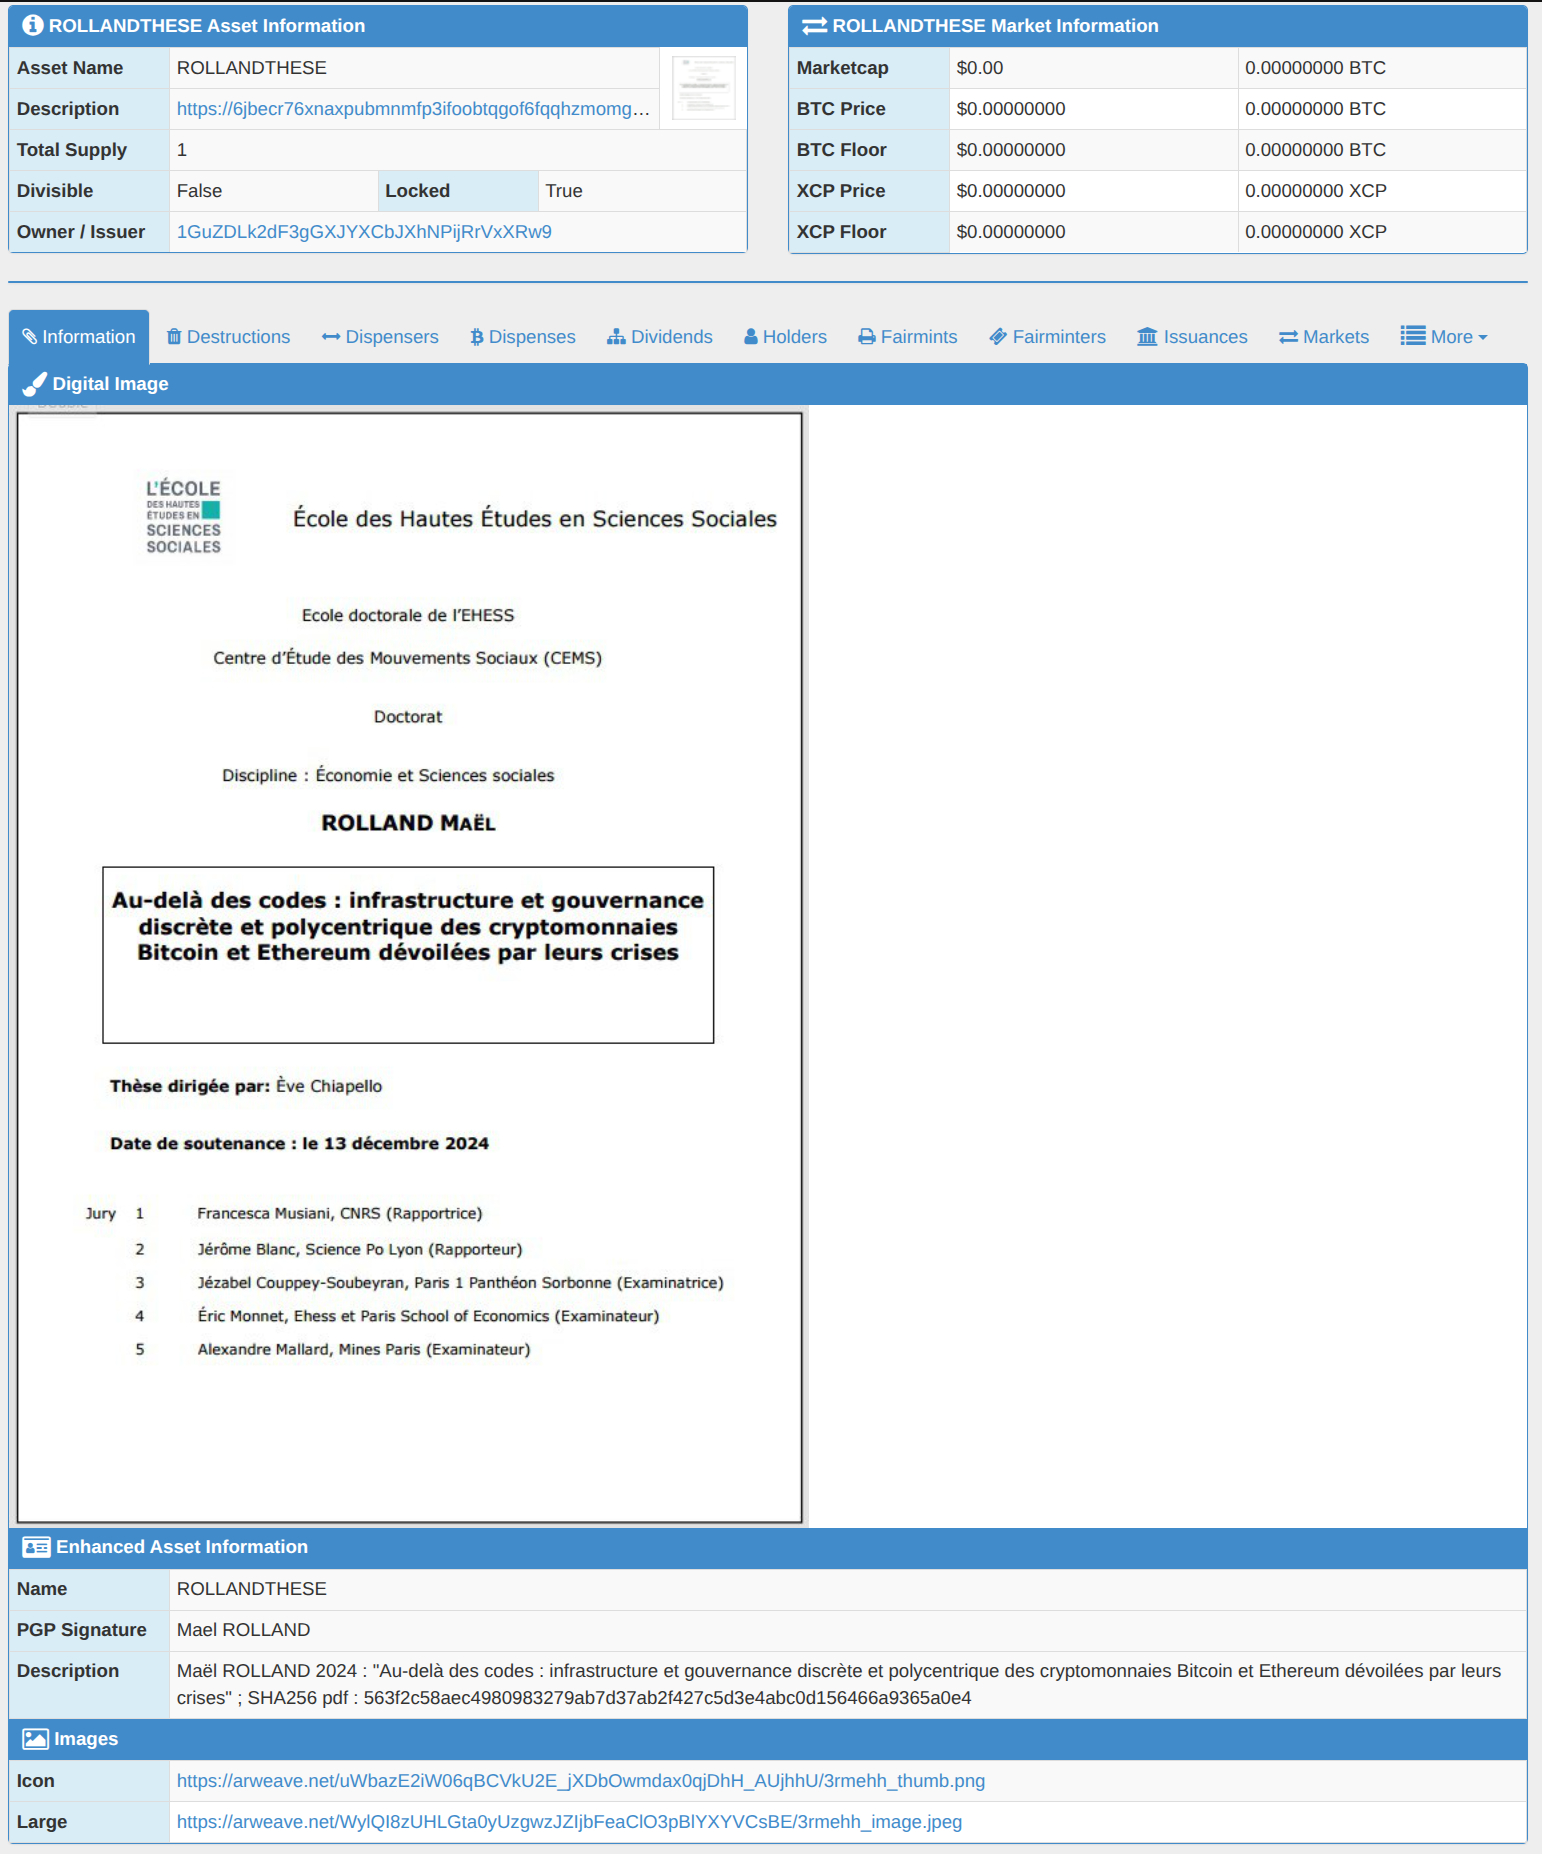 ROLLANDTHESE Asset Information
Asset Name ROLLANDTHESE
Description https://6jbecr76xnaxpubmnmfp3ifoobtqgof6fqqhzmomg...
Total Supply 1
Divisible False Locked True
Owner / Issuer 1GuZDLk2dF3gGXJYXCbJXhNPijRrVxXRw9
ROLLANDTHESE Market Information
Marketcap $0.00 0.00000000 BTC
BTC Price $0.00000000 0.00000000 BTC
BTC Floor $0.00000000 0.00000000 BTC
XCP Price $0.00000000 0.00000000 XCP
XCP Floor $0.00000000 0.00000000 XCP
Information Destructions Dispensers Dispenses Dividends Holders Fairmints Fairminters Issuances Markets More
Digital Image
L'ÉCOLE
DES HAUTES
ÉTUDES EN
SCIENCES
SOCIALES
École des Hautes Études en Sciences Sociales
Ecole doctorale de l'EHESS
Centre d'Étude des Mouvements Sociaux (CEMS)
Doctorat
Discipline : Économie et Sciences sociales
ROLLAND MAËL
Au-delà des codes : infrastructure et gouvernance
discrète et polycentrique des cryptomonnaies
Bitcoin et Ethereum dévoilées par leurs crises
Thèse dirigée par: Ève Chiapello
Date de soutenance : le 13 décembre 2024
Jury 1 Francesca Musiani, CNRS (Rapportrice)
2 Jérôme Blanc, Science Po Lyon (Rapporteur)
3 Jézabel Couppey-Soubeyran, Paris 1 Panthéon Sorbonne (Examinatrice)
4 Éric Monnet, Ehess et Paris School of Economics (Examinateur)
5 Alexandre Mallard, Mines Paris (Examinateur)
Enhanced Asset Information
Name ROLLANDTHESE
PGP Signature Mael ROLLAND
Description Maël ROLLAND 2024 : "Au-delà des codes : infrastructure et gouvernance discrète et polycentrique des cryptomonnaies Bitcoin et Ethereum dévoilées par leurs
crises" ; SHA256 pdf : 563f2c58aec4980983279ab7d37ab2f427c5d3e4abc0d156466a9365a0e4
Images
Icon https://arweave.net/uWbazE2iW06qBCVkU2E_jXDbOwmdax0qjDhH_AUjhhU/3rmehh_thumb.png
Large https://arweave.net/WylQI8zUHLGta0yUzgwzJZIjbFeaClO3pBlYXYVCsBE/3rmehh_image.jpeg